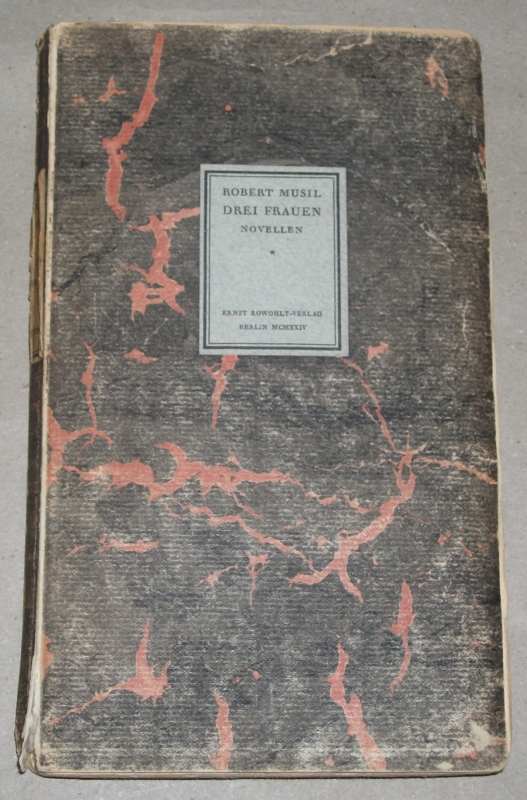 ROBERT MUSIL
DREI FRAUEN
NOVELLEN
*
ERNST ROWOHLT-VERLAG
BERLIN MCMXXIV